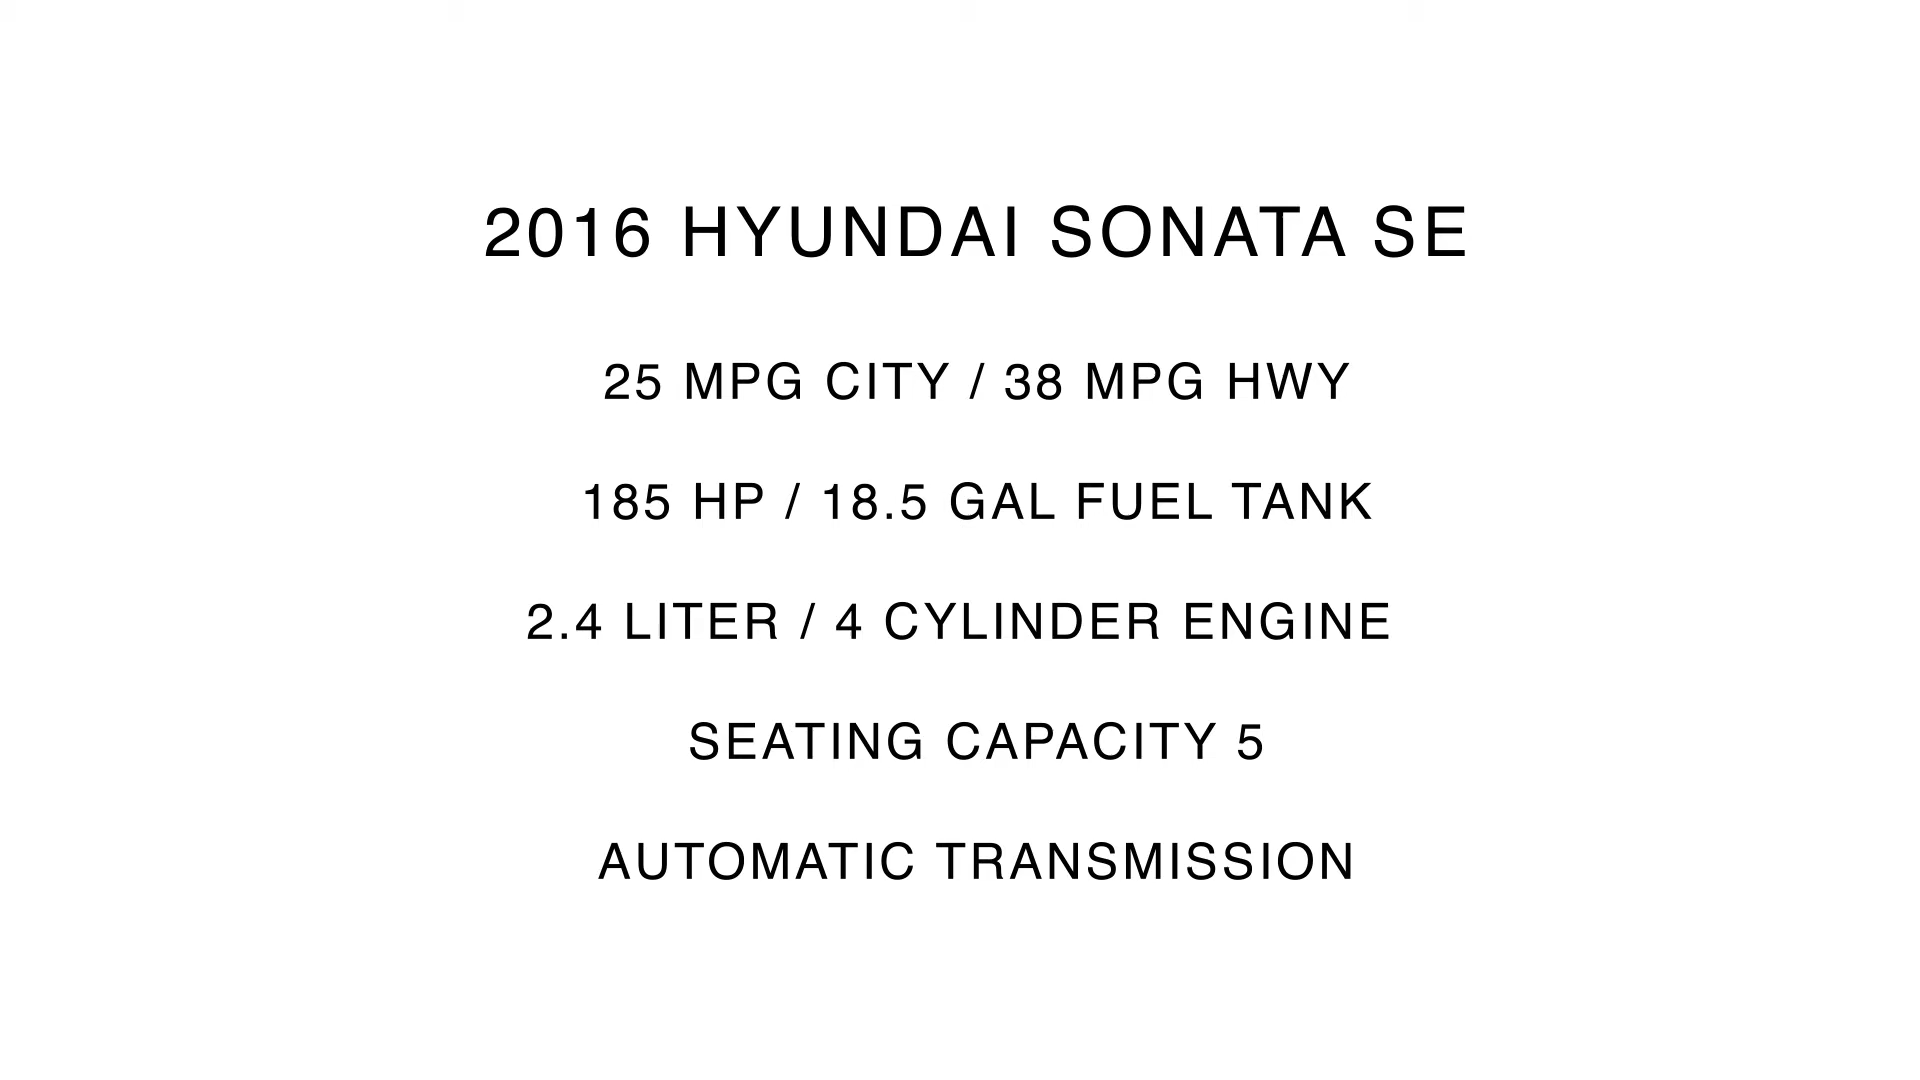 2016 HYUNDAI SONATA SE
25 MPG CITY / 38 MPG HWY
185 HP / 18.5 GAL FUEL TANK
2.4 LITER / 4 CYLINDER ENGINE
SEATING CAPACITY 5
AUTOMATIC TRANSMISSION